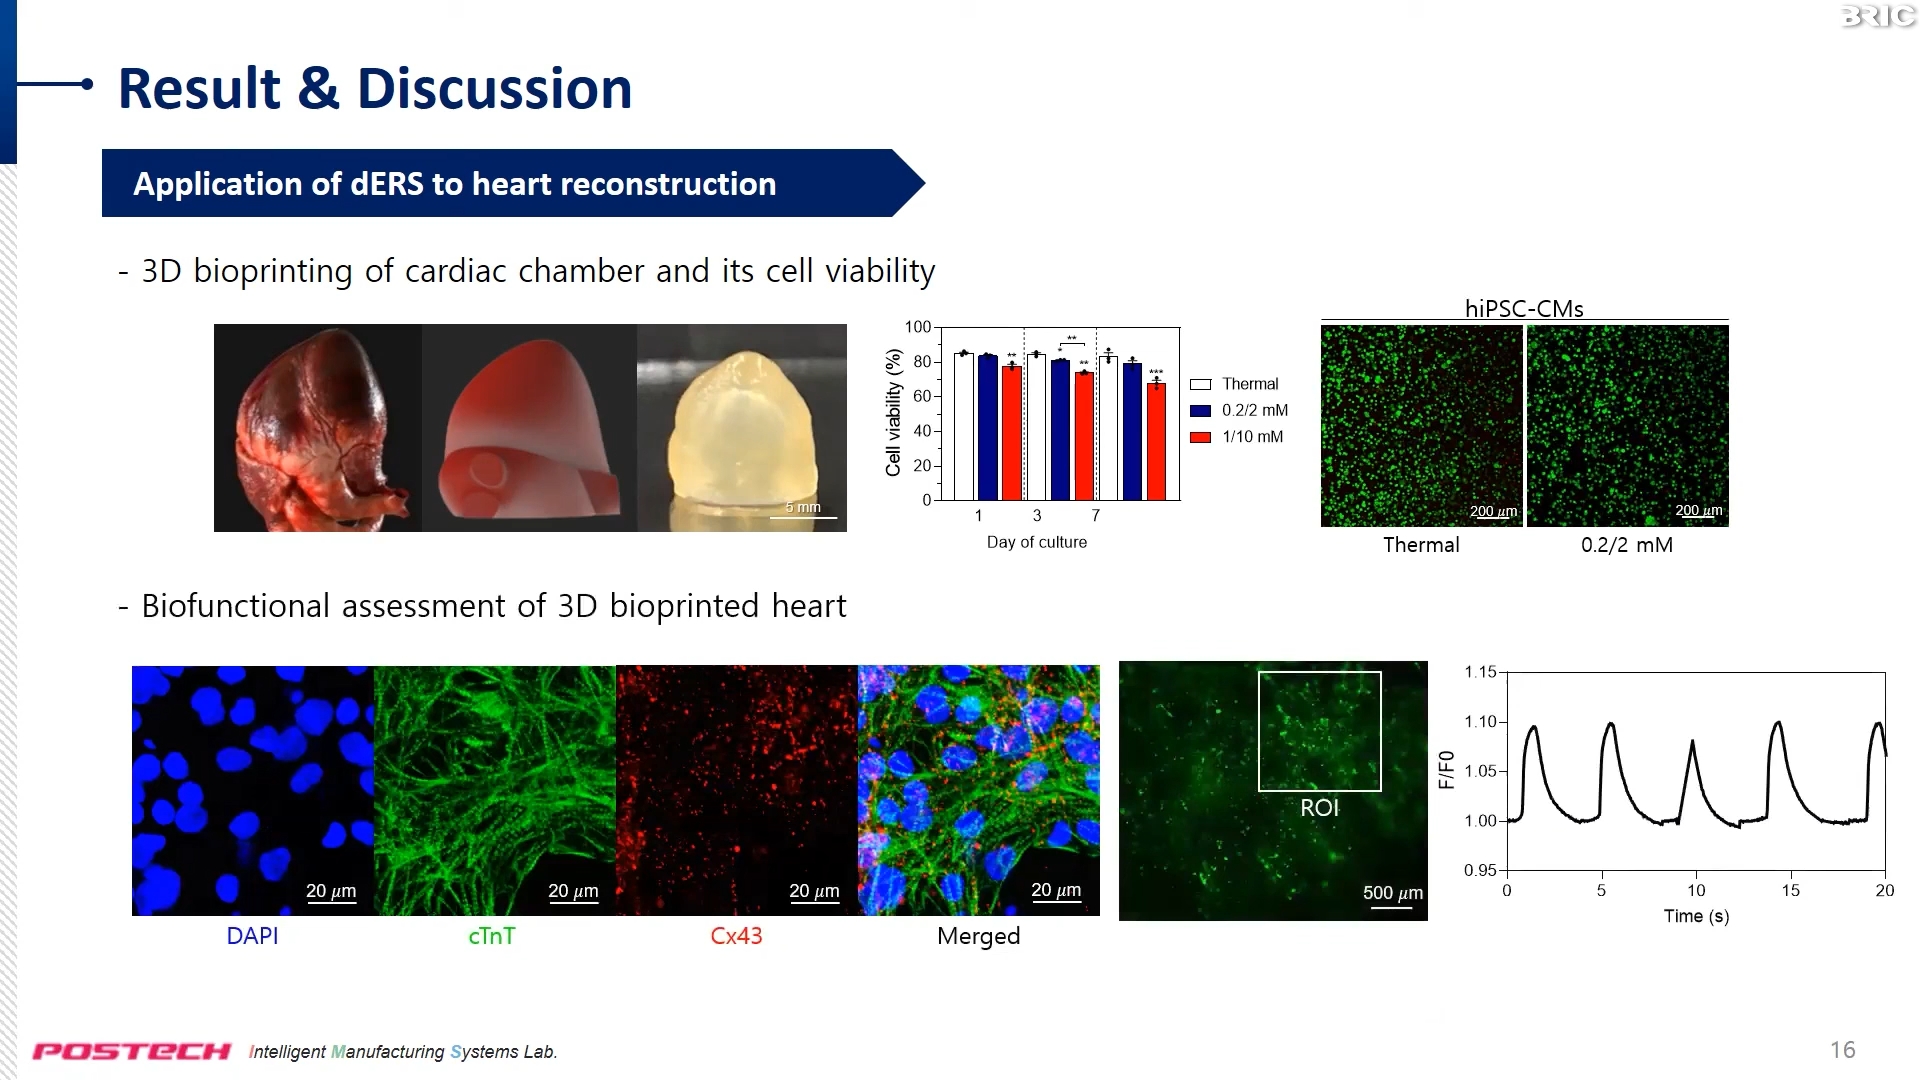 BRIC
Result & Discussion
Application of dERS to heart reconstruction
- 3D bioprinting of cardiac chamber and its cell viability
5 mm
100
80
60
40
20
0
Cell viability (%)
**
*
**
**
***
1 3 7
Day of culture
Thermal
0.2/2 mM
1/10 mM
hiPSC-CMs
200 µm
200 µm
Thermal
0.2/2 mM
- Biofunctional assessment of 3D bioprinted heart
20 µm
20 µm
20 µm
20 µm
DAPI
cTnT
Cx43
Merged
ROI
500 µm
1.15
1.10
1.05
1.00
0.95
F/F0
0 5 10 15 20
Time (s)
POSTECH Intelligent Manufacturing Systems Lab.
16